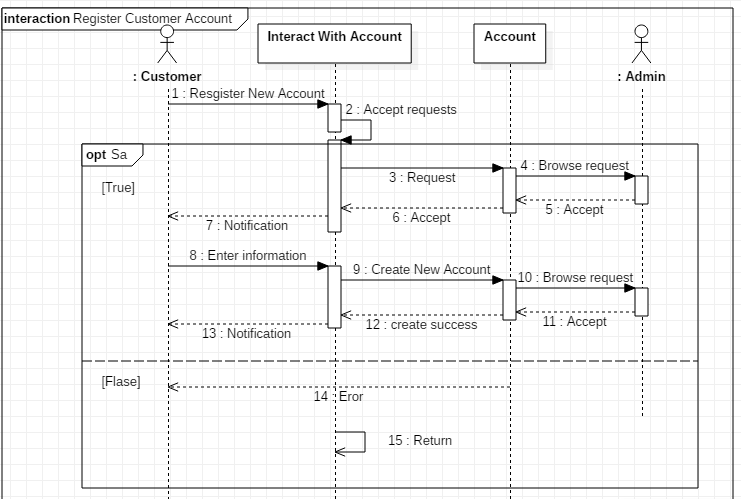 interaction Register Customer Account
Interact With Account
Account
: Customer
: Admin
1 : Resgister New Account
2 : Accept requests
opt Sa
3 : Request
4 : Browse request
[True]
5 : Accept
6 : Accept
7 : Notification
8 : Enter information
9 : Create New Account
10 : Browse request
11 : Accept
12 : create success
13 : Notification
[Flase]
14 : Eror
15 : Return